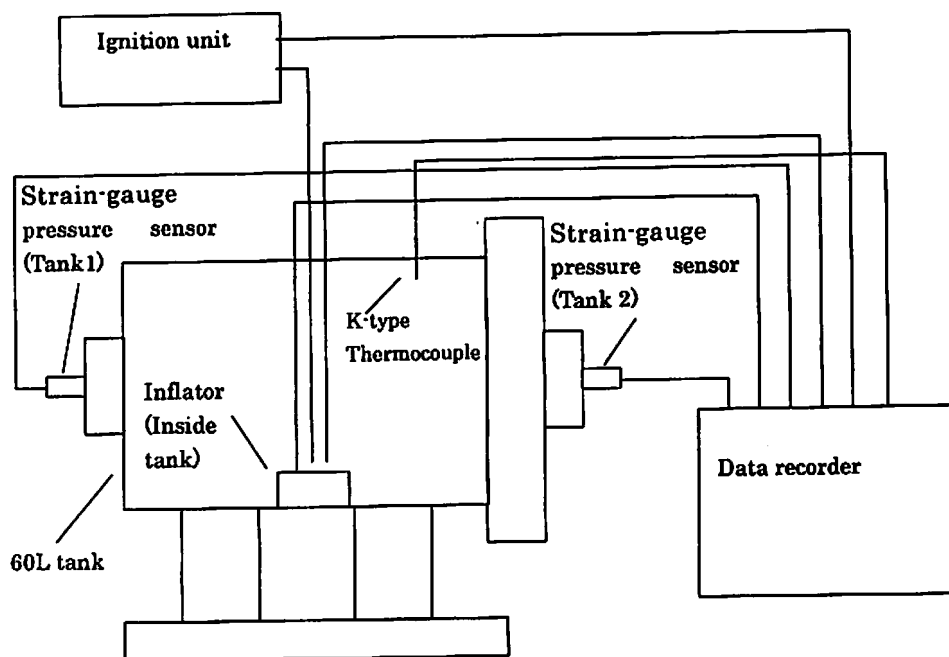 Ignition unit
Strain-gauge
pressure sensor
(Tank1)
Strain-gauge
pressure sensor
(Tank 2)
K-type
Thermocouple
Inflator
(Inside
tank)
Data recorder
60L tank